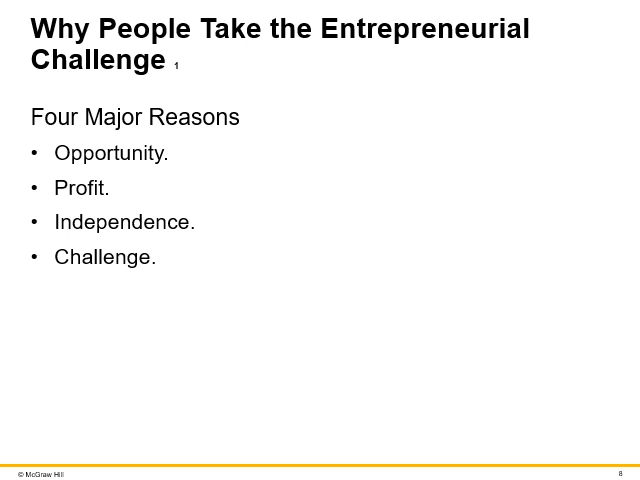 Why People Take the Entrepreneurial
Challenge 1
Four Major Reasons
• Opportunity.
• Profit.
• Independence.
• Challenge.
© McGraw Hill
8